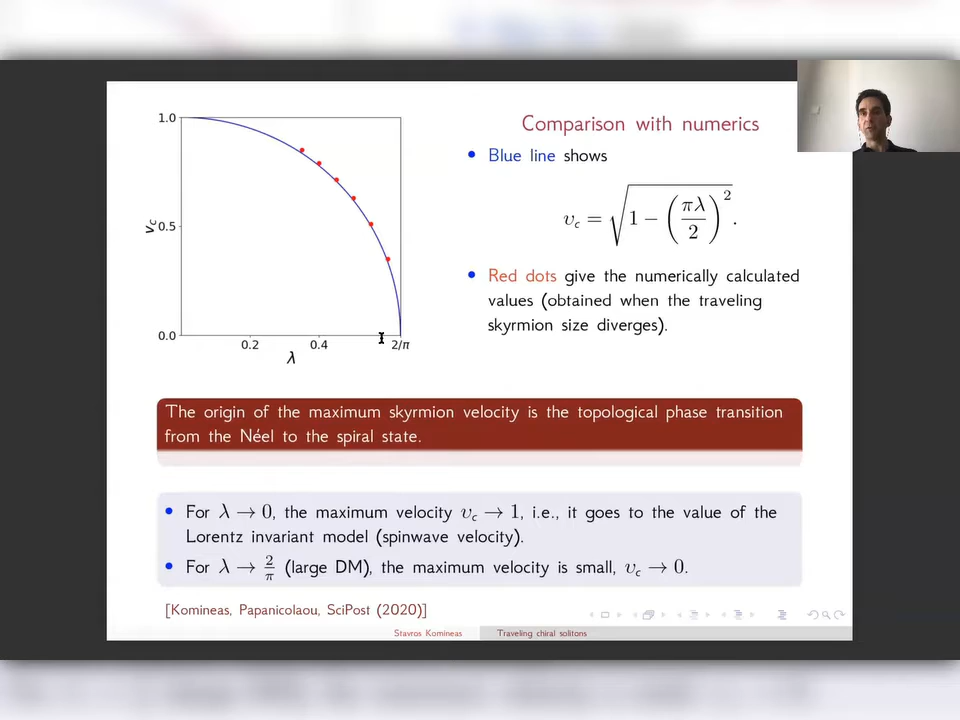 1.0
v_c 0.5
0.0
0.2 0.4 2/π
λ
Comparison with numerics
• Blue line shows
υ_c = √(1 − (πλ/2)²).
• Red dots give the numerically calculated
values (obtained when the traveling
skyrmion size diverges).
The origin of the maximum skyrmion velocity is the topological phase transition
from the Néel to the spiral state.
• For λ → 0, the maximum velocity υ_c → 1, i.e., it goes to the value of the
Lorentz invariant model (spinwave velocity).
• For λ → 2/π (large DM), the maximum velocity is small, υ_c → 0.
[Komineas, Papanicolaou, SciPost (2020)]
Stavros Komineas Traveling chiral solitons